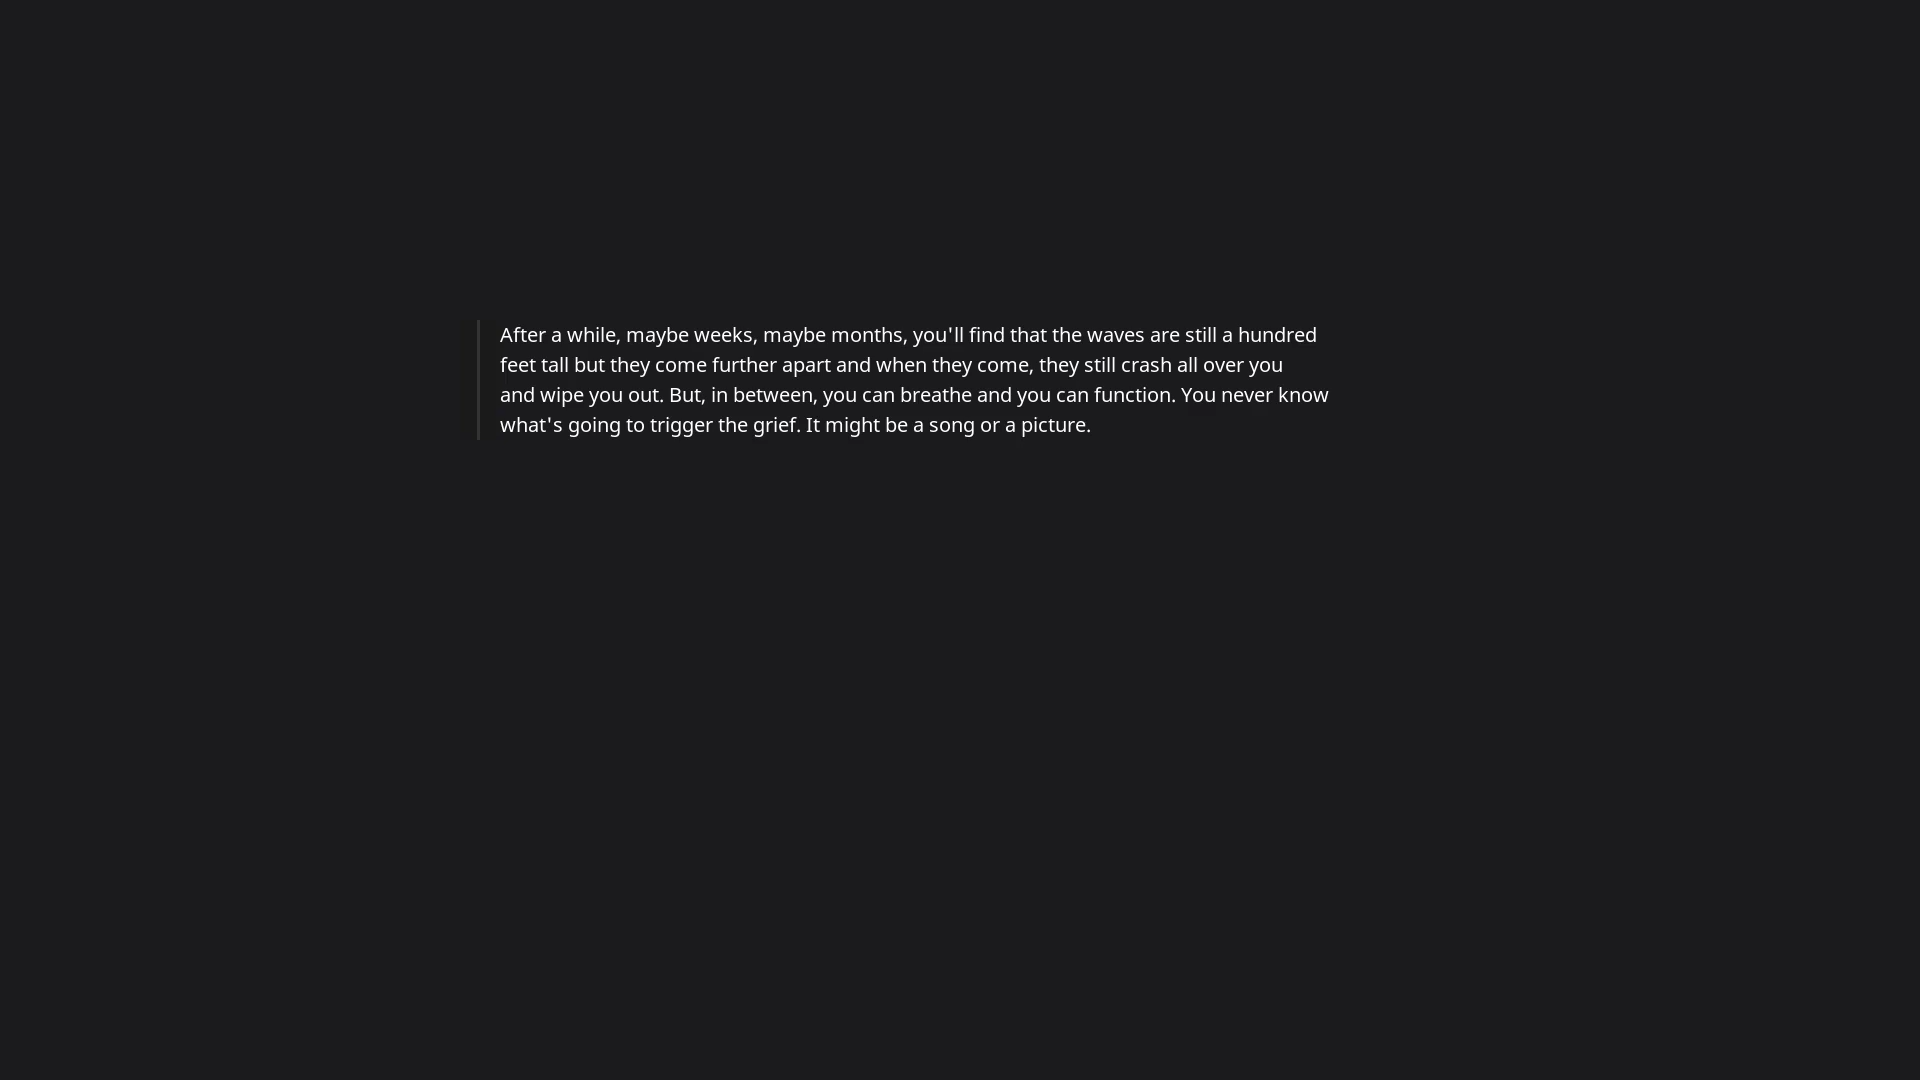 After a while, maybe weeks, maybe months, you'll find that the waves are still a hundred
feet tall but they come further apart and when they come, they still crash all over you
and wipe you out. But, in between, you can breathe and you can function. You never know
what's going to trigger the grief. It might be a song or a picture.